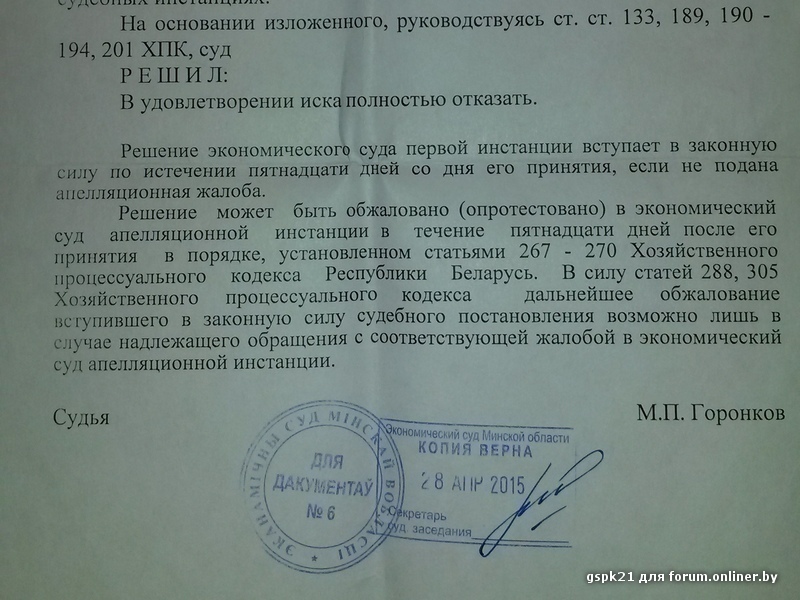 судебных инстанциях.
На основании изложенного, руководствуясь ст. ст. 133, 189, 190 -
194, 201 ХПК, суд
Р Е Ш И Л:
В удовлетворении иска полностью отказать.
Решение экономического суда первой инстанции вступает в законную
силу по истечении пятнадцати дней со дня его принятия, если не подана
апелляционная жалоба.
Решение может быть обжаловано (опротестовано) в экономический
суд апелляционной инстанции в течение пятнадцати дней после его
принятия в порядке, установленном статьями 267 - 270 Хозяйственного
процессуального кодекса Республики Беларусь. В силу статей 288, 305
Хозяйственного процессуального кодекса дальнейшее обжалование
вступившего в законную силу судебного постановления возможно лишь в
случае надлежащего обращения с соответствующей жалобой в экономический
суд апелляционной инстанции.
Судья
М.П. Горонков
ЭКАНАМІЧНЫ СУД МІНСКАЙ ВОБЛАСЦІ
ДЛЯ
ДАКУМЕНТАЎ
№ 6
Экономический суд Минской области
КОПИЯ ВЕРНА
28 АПР 2015
Секретарь
суд. заседания
gspk21 для forum.onliner.by